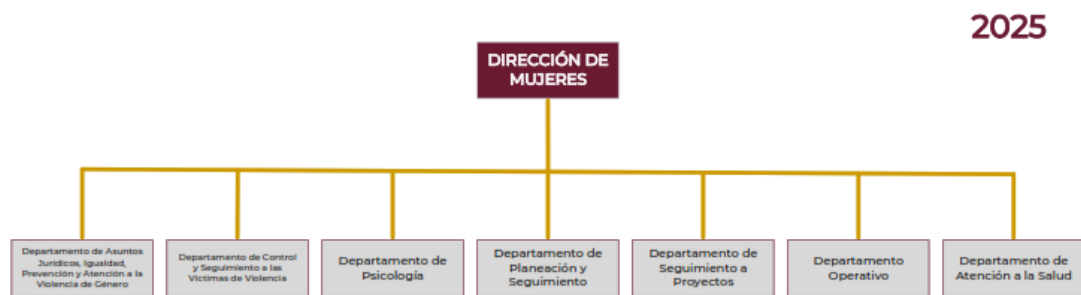 2025
DIRECCIÓN DE
MUJERES
Departamento de Asuntos
Jurídicos, Igualdad,
Prevención y Atención a la
Violencia de Género
Departamento de Control
y Seguimiento a las
Víctimas de Violencia
Departamento de
Psicología
Departamento de
Planeación y
Seguimiento
Departamento de
Seguimiento a
Proyectos
Departamento
Operativo
Departamento de
Atención a la Salud